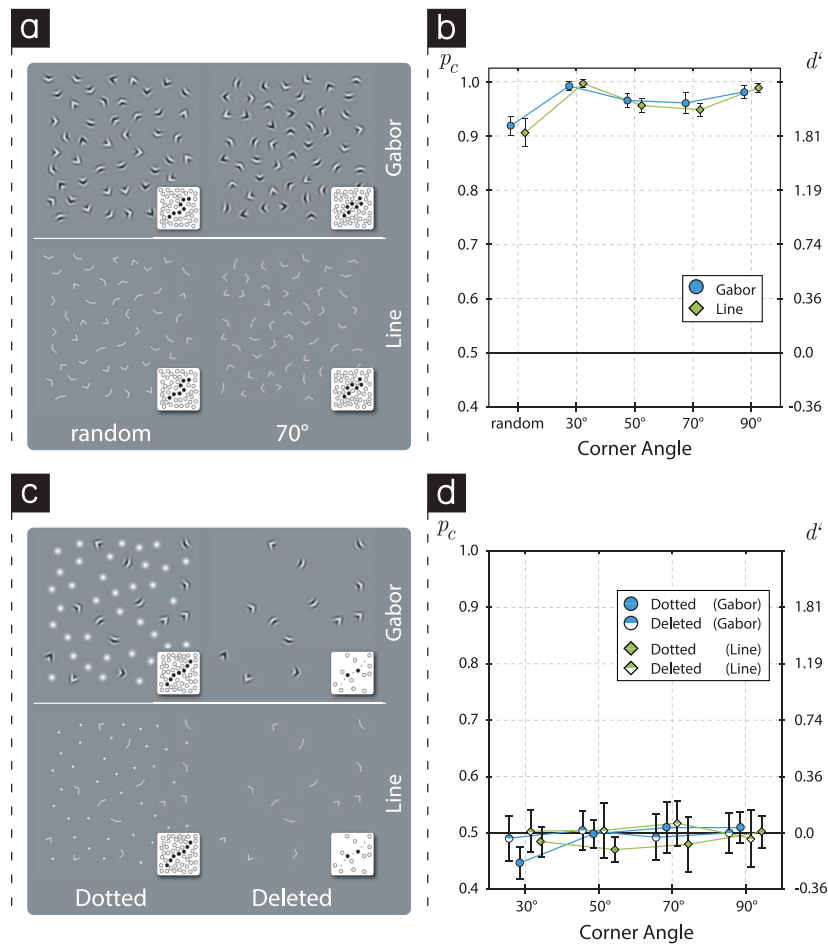 a
Gabor
Line
random 70°
b
p_c d‘
1.0
0.9 1.81
0.8 1.19
0.7 0.74
0.6 0.36
0.5 0.0
0.4 -0.36
Gabor
Line
random 30° 50° 70° 90°
Corner Angle
c
Gabor
Line
Dotted Deleted
d
p_c d‘
1.0
0.9 1.81
0.8 1.19
0.7 0.74
0.6 0.36
0.5 0.0
0.4 -0.36
Dotted (Gabor)
Deleted (Gabor)
Dotted (Line)
Deleted (Line)
30° 50° 70° 90°
Corner Angle